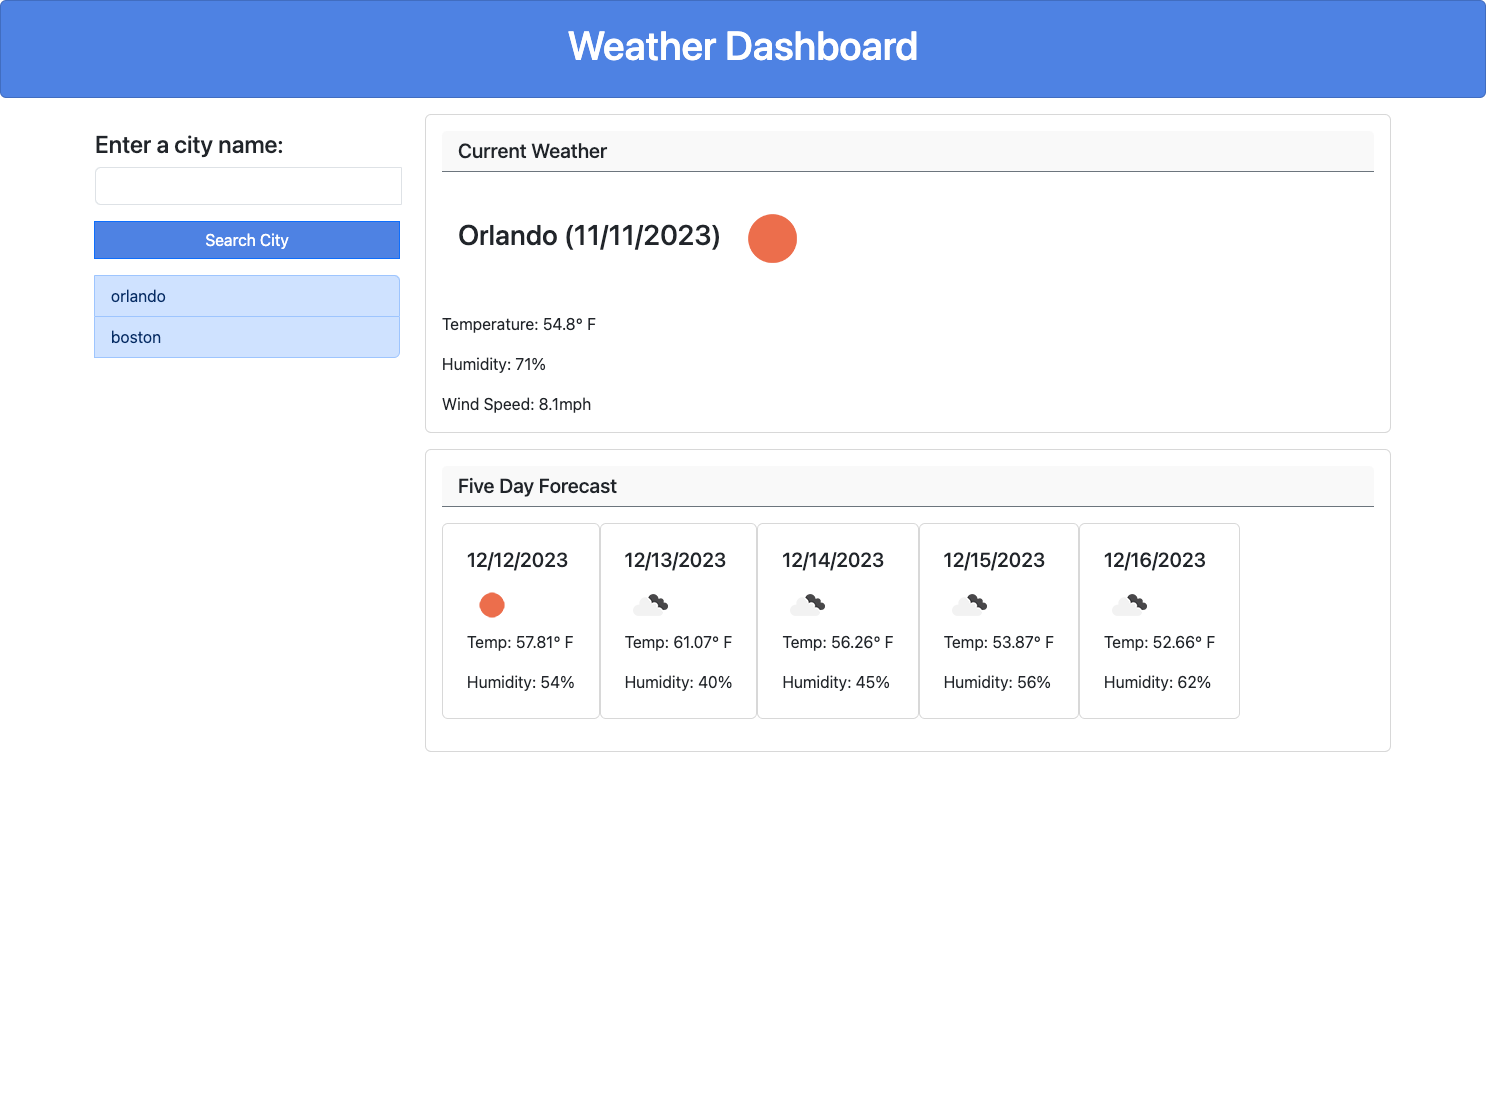 Weather Dashboard
Enter a city name:
Search City
orlando
boston
Current Weather
Orlando (11/11/2023)
Temperature: 54.8° F
Humidity: 71%
Wind Speed: 8.1mph
Five Day Forecast
12/12/2023
Temp: 57.81° F
Humidity: 54%
12/13/2023
Temp: 61.07° F
Humidity: 40%
12/14/2023
Temp: 56.26° F
Humidity: 45%
12/15/2023
Temp: 53.87° F
Humidity: 56%
12/16/2023
Temp: 52.66° F
Humidity: 62%